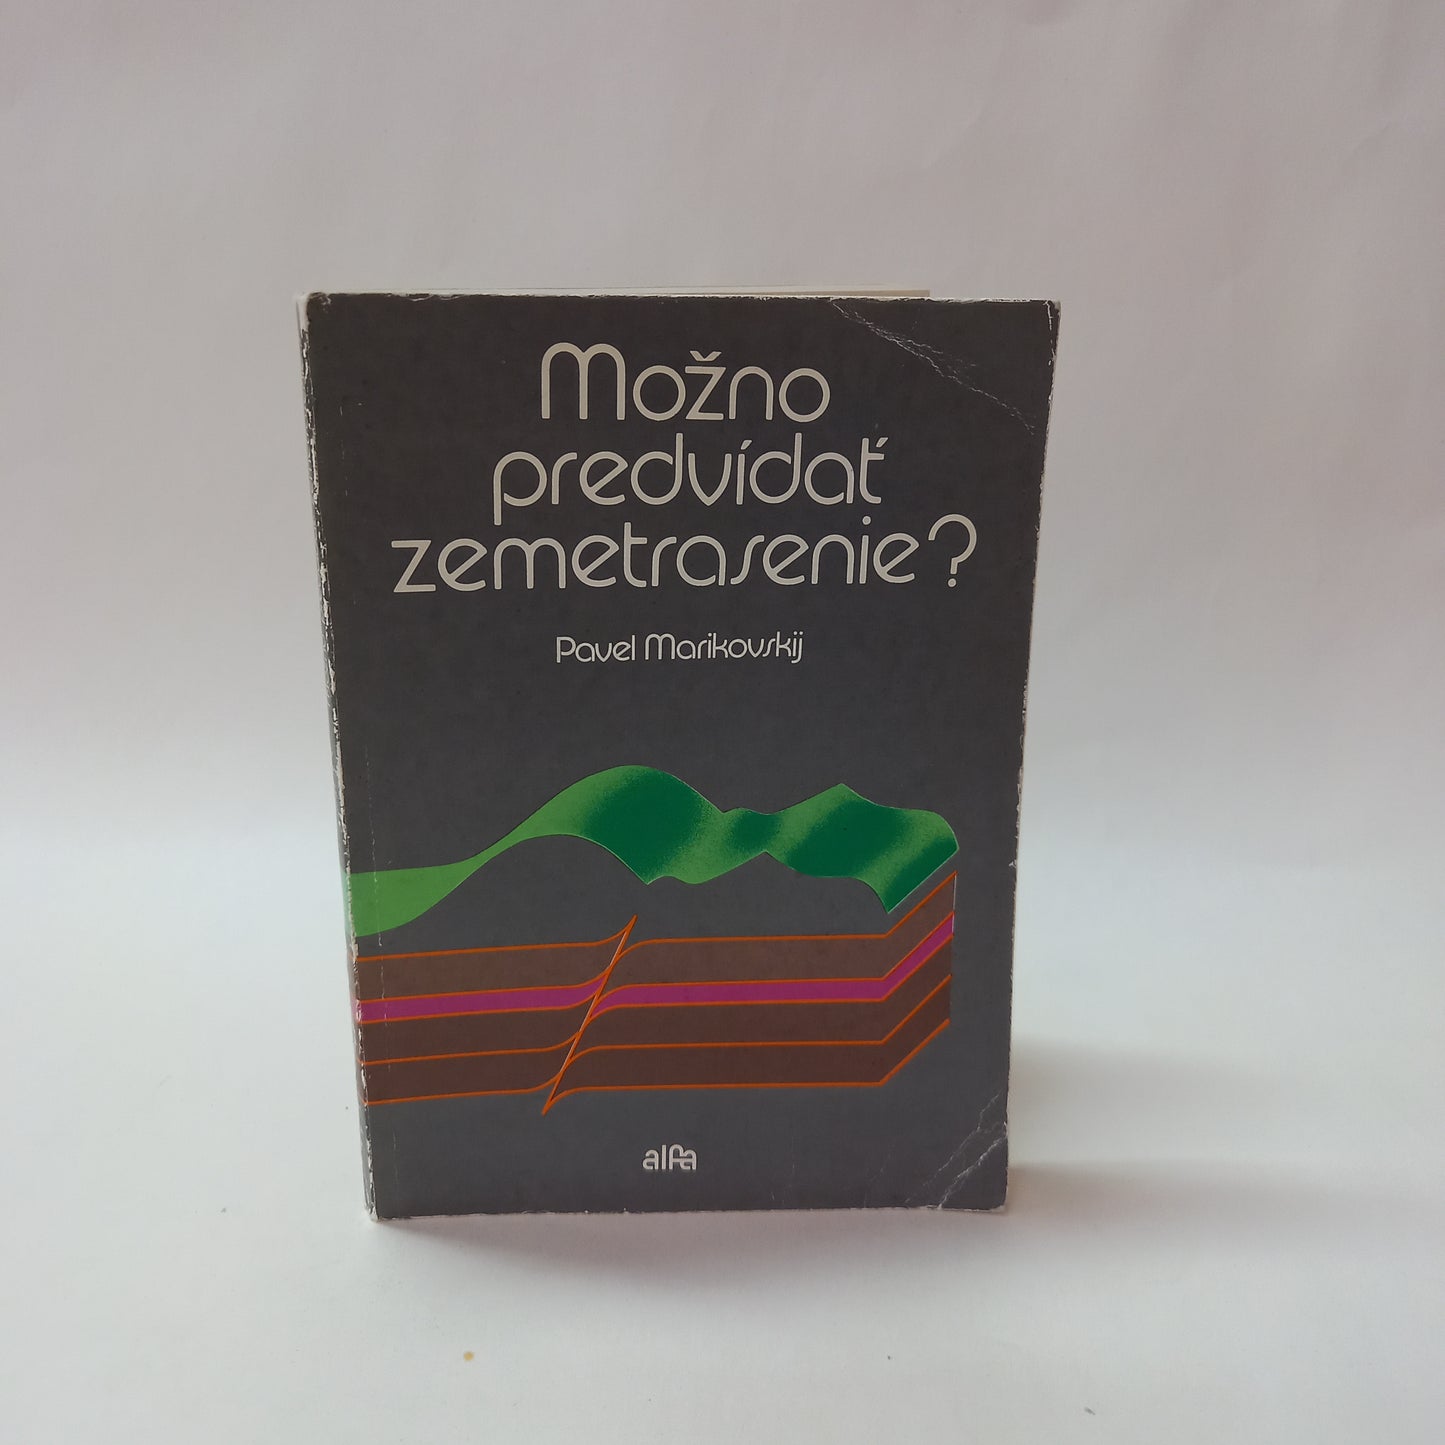 Možno
predvídať
zemetrasenie?
Pavel Marikovskij
alfa